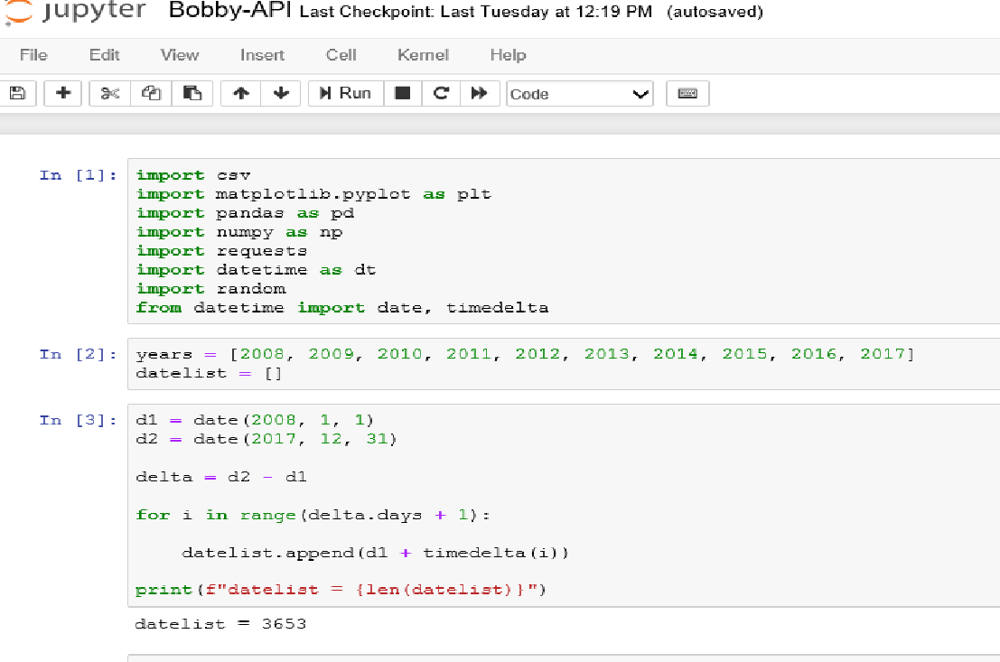 jupyter Bobby-API Last Checkpoint: Last Tuesday at 12:19 PM (autosaved)
File Edit View Insert Cell Kernel Help
Run Code
In [1]: import csv
import matplotlib.pyplot as plt
import pandas as pd
import numpy as np
import requests
import datetime as dt
import random
from datetime import date, timedelta
In [2]: years = [2008, 2009, 2010, 2011, 2012, 2013, 2014, 2015, 2016, 2017]
datelist = []
In [3]: d1 = date(2008, 1, 1)
d2 = date(2017, 12, 31)
delta = d2 - d1
for i in range(delta.days + 1):
    datelist.append(d1 + timedelta(i))
print(f"datelist = {len(datelist)}")
datelist = 3653